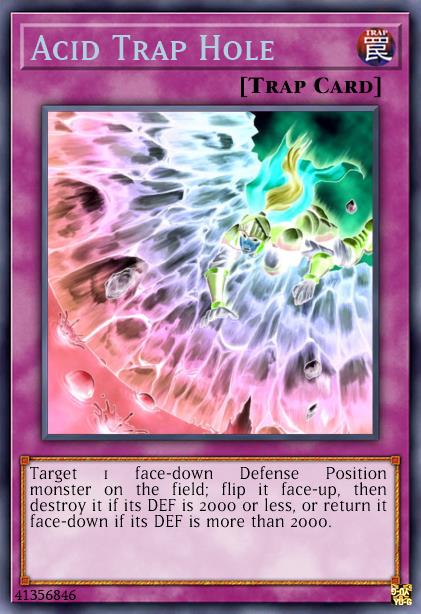 Acid Trap Hole
TRAP
罠
[Trap Card]
Target 1 face-down Defense Position
monster on the field; flip it face-up, then
destroy it if its DEF is 2000 or less, or return it
face-down if its DEF is more than 2000.
41356846